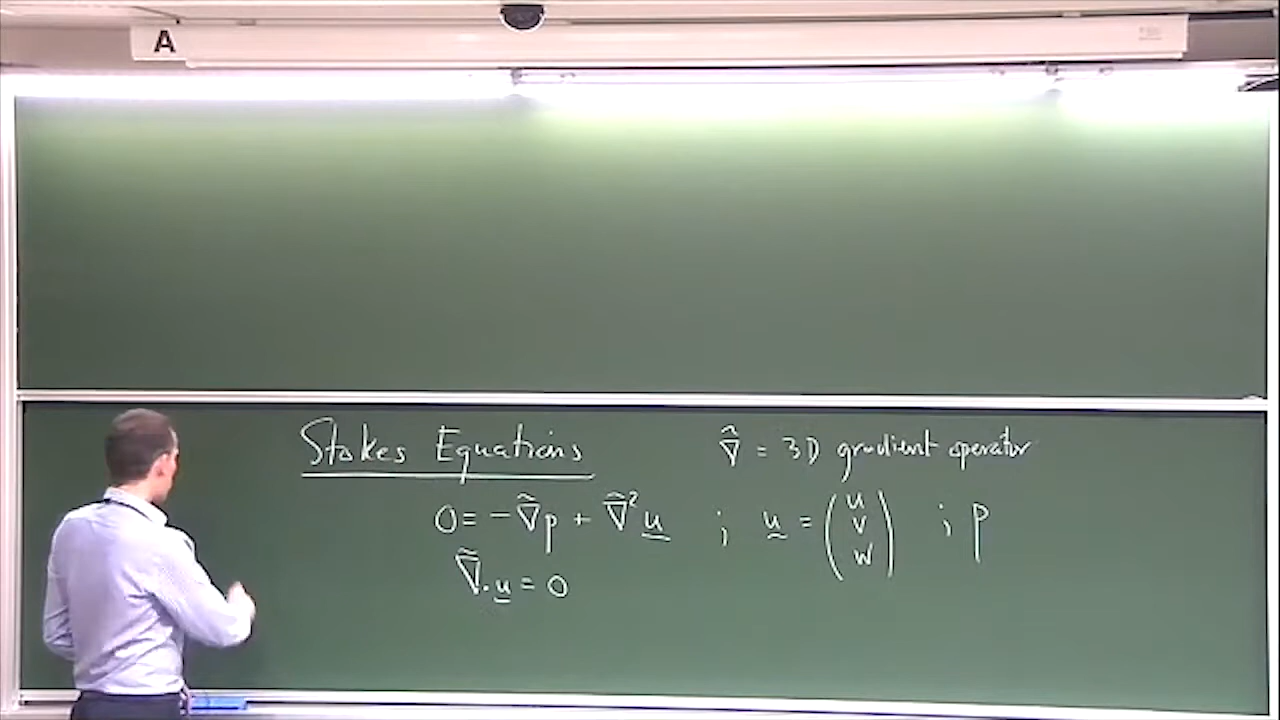 A
Stokes Equations
∇̃ = 3D gradient operator
0 = -∇̃p + ∇̃²u ; u = (u v w) ; p
∇̃·u = 0